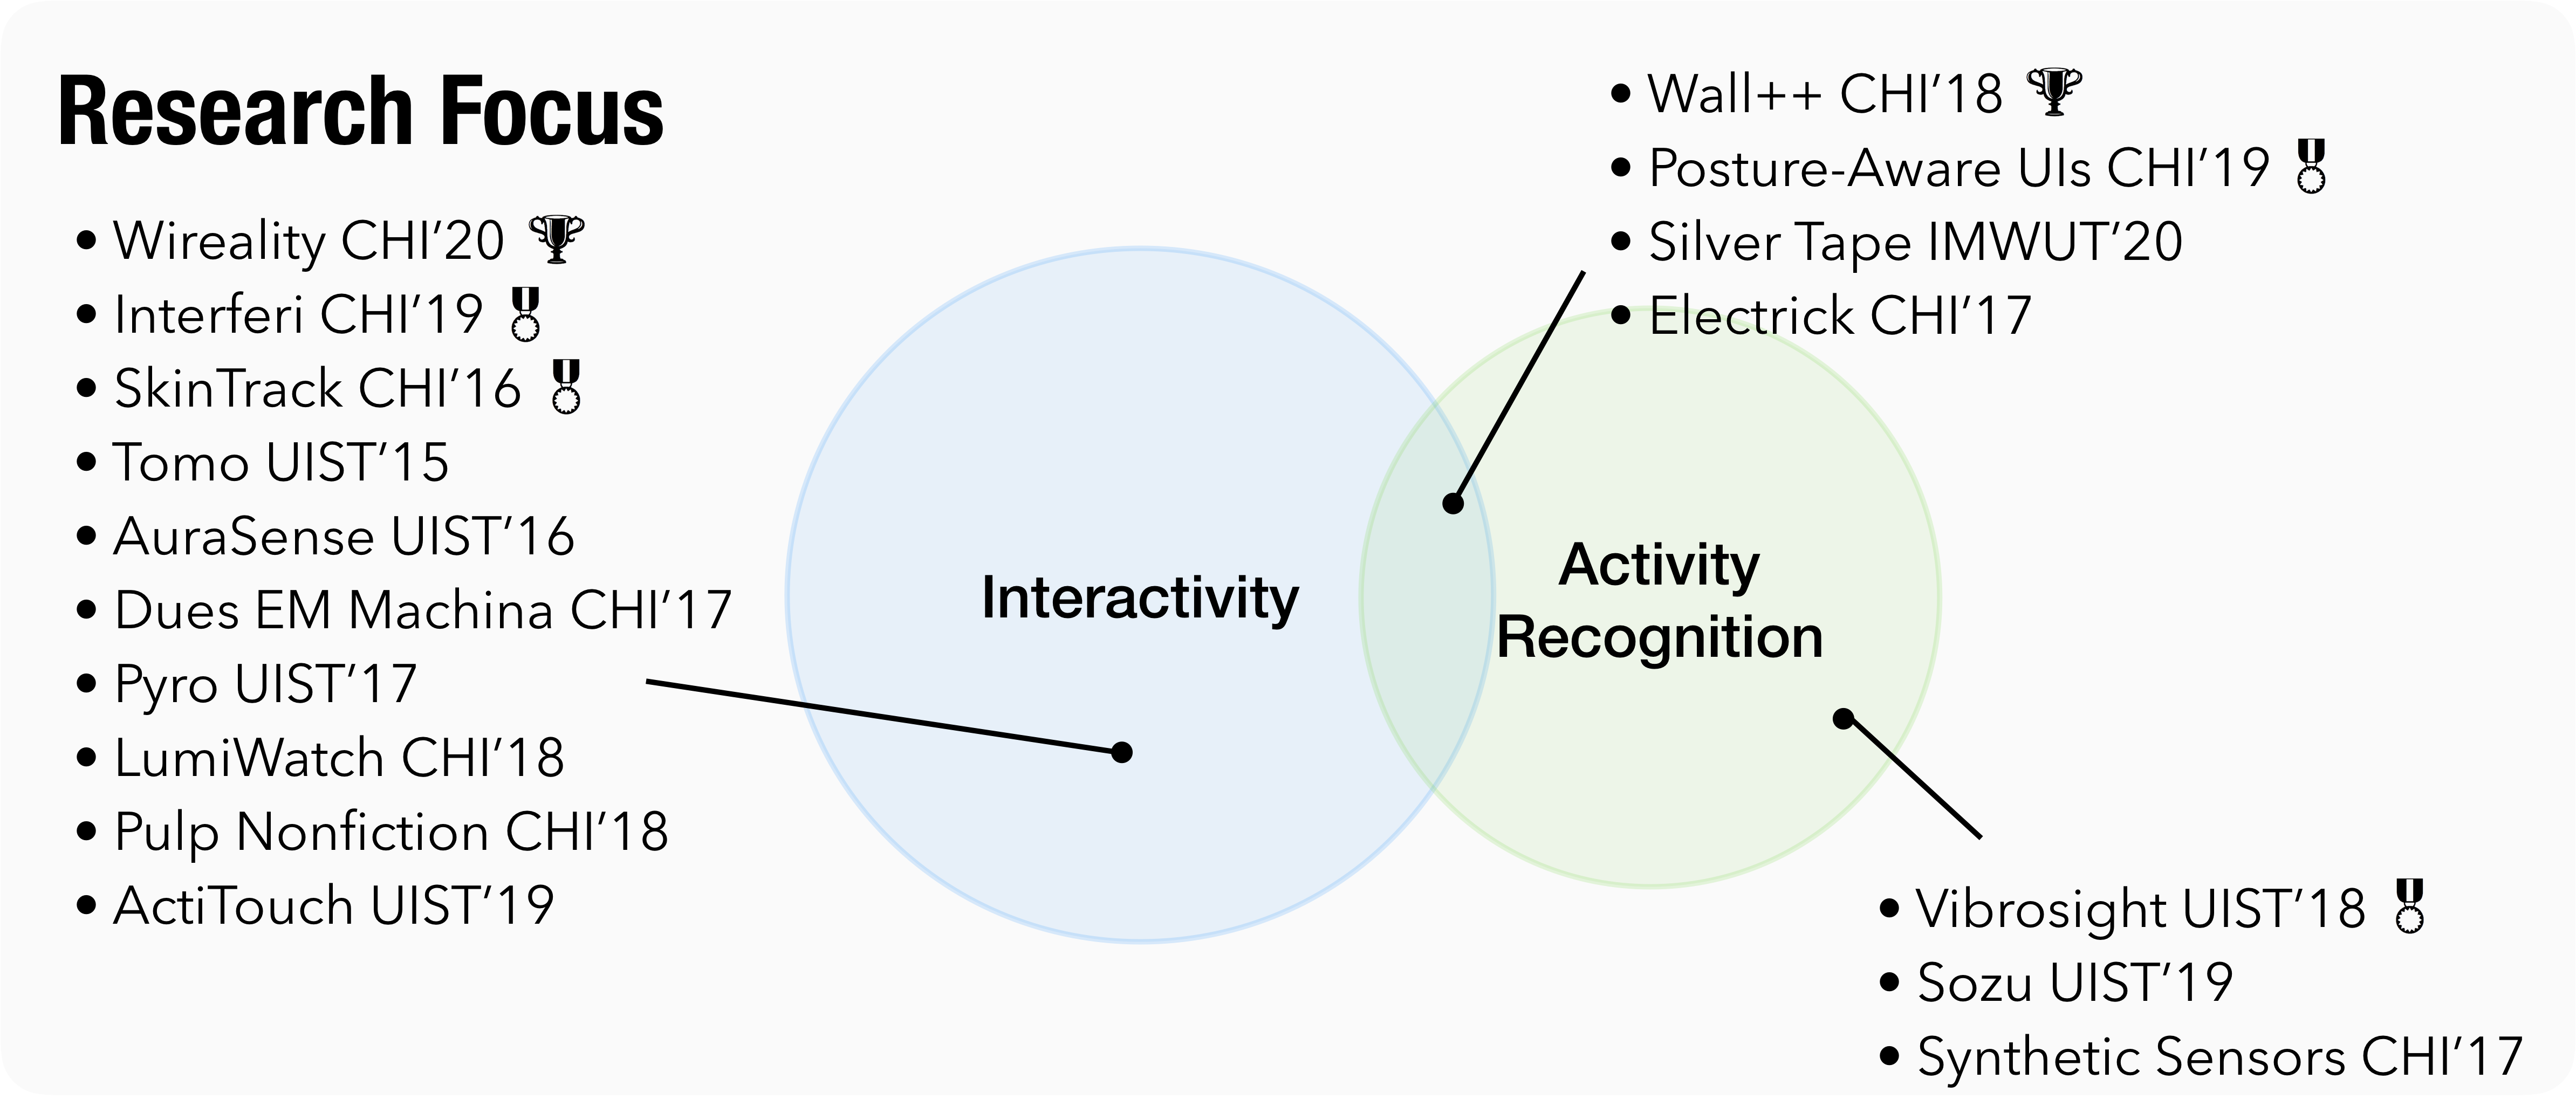 Research Focus
• Wireality CHI’20
• Interferi CHI’19
• SkinTrack CHI’16
• Tomo UIST’15
• AuraSense UIST’16
• Dues EM Machina CHI’17
• Pyro UIST’17
• LumiWatch CHI’18
• Pulp Nonfiction CHI’18
• ActiTouch UIST’19
Interactivity
• Wall++ CHI’18
• Posture-Aware UIs CHI’19
• Silver Tape IMWUT’20
• Electrick CHI’17
Activity
Recognition
• Vibrosight UIST’18
• Sozu UIST’19
• Synthetic Sensors CHI’17